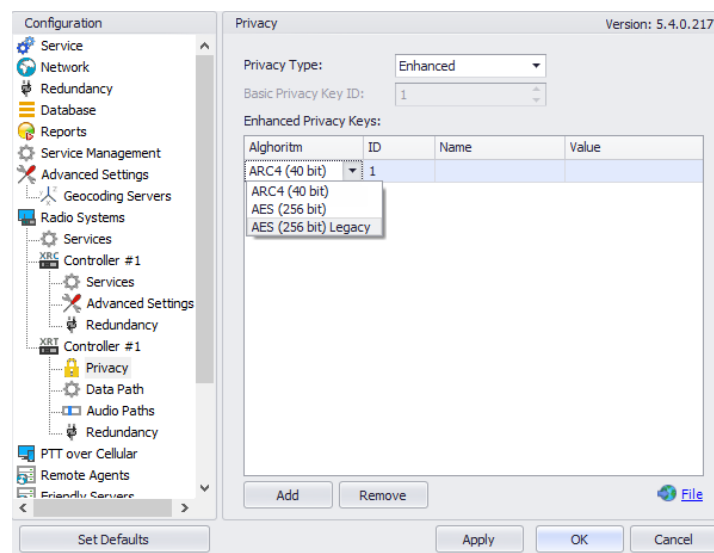 Configuration
Service
Network
Redundancy
Database
Reports
Service Management
Advanced Settings
Geocoding Servers
Radio Systems
Services
XRC Controller #1
Services
Advanced Settings
Redundancy
XRT Controller #1
Privacy
Data Path
Audio Paths
Redundancy
PTT over Cellular
Remote Agents
Friendly Servers
Set Defaults
Privacy Version: 5.4.0.217
Privacy Type: Enhanced
Basic Privacy Key ID: 1
Enhanced Privacy Keys:
Alghoritm ID Name Value
ARC4 (40 bit) 1
ARC4 (40 bit)
AES (256 bit)
AES (256 bit) Legacy
Add Remove File
Apply OK Cancel